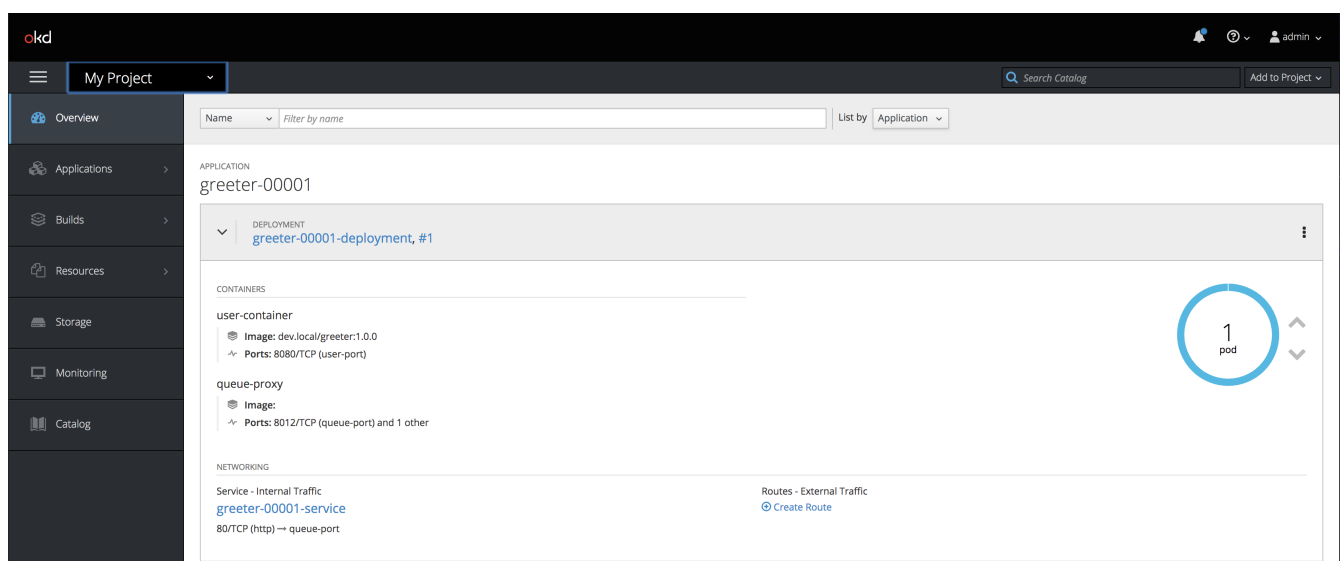 okd
admin
My Project
Search Catalog
Add to Project
Overview
Name
Filter by name
List by
Application
Applications
APPLICATION
greeter-00001
Builds
DEPLOYMENT
greeter-00001-deployment, #1
Resources
CONTAINERS
user-container
Image: dev.local/greeter:1.0.0
Ports: 8080/TCP (user-port)
1
pod
Storage
Monitoring
queue-proxy
Image:
Ports: 8012/TCP (queue-port) and 1 other
Catalog
NETWORKING
Service - Internal Traffic
greeter-00001-service
80/TCP (http) → queue-port
Routes - External Traffic
Create Route